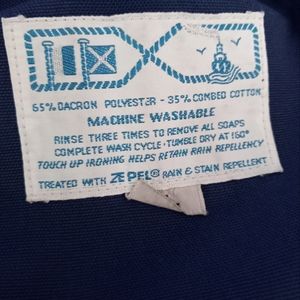 65% DACRON POLYESTER - 35% COMBED COTTON
MACHINE WASHABLE
RINSE THREE TIMES TO REMOVE ALL SOAPS
COMPLETE WASH CYCLE · TUMBLE DRY AT 160°
TOUCH UP IRONING HELPS RETAIN RAIN REPELLENCY
TREATED WITH ZEPEL® RAIN & STAIN REPELLENT